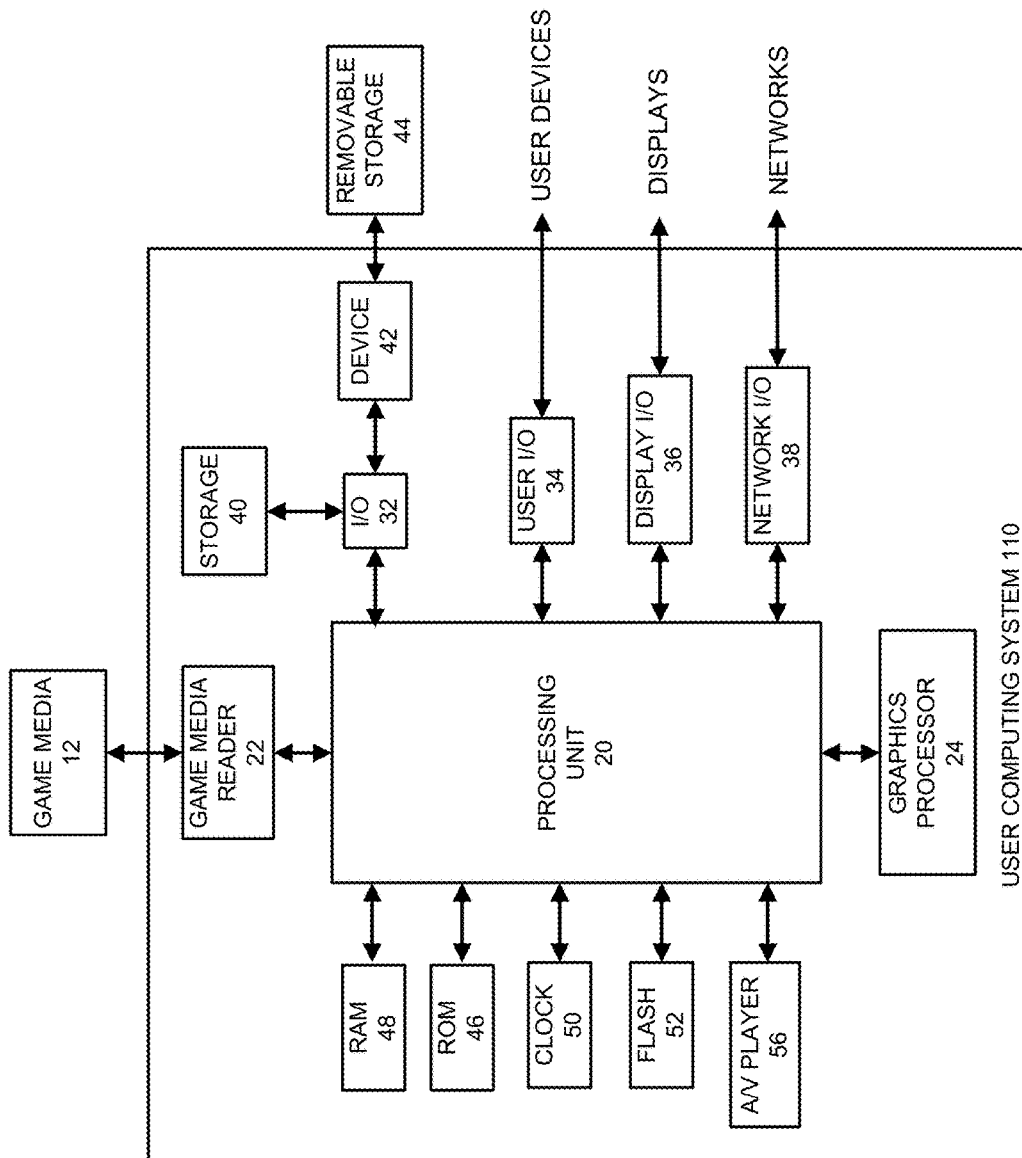 GAME MEDIA
12
GAME MEDIA
READER
22
STORAGE
40
I/O
32
DEVICE
42
REMOVABLE
STORAGE
44
RAM
48
ROM
46
CLOCK
50
FLASH
52
A/V PLAYER
56
PROCESSING
UNIT
20
USER I/O
34
USER DEVICES
DISPLAY I/O
36
DISPLAYS
NETWORK I/O
38
NETWORKS
GRAPHICS
PROCESSOR
24
USER COMPUTING SYSTEM 110